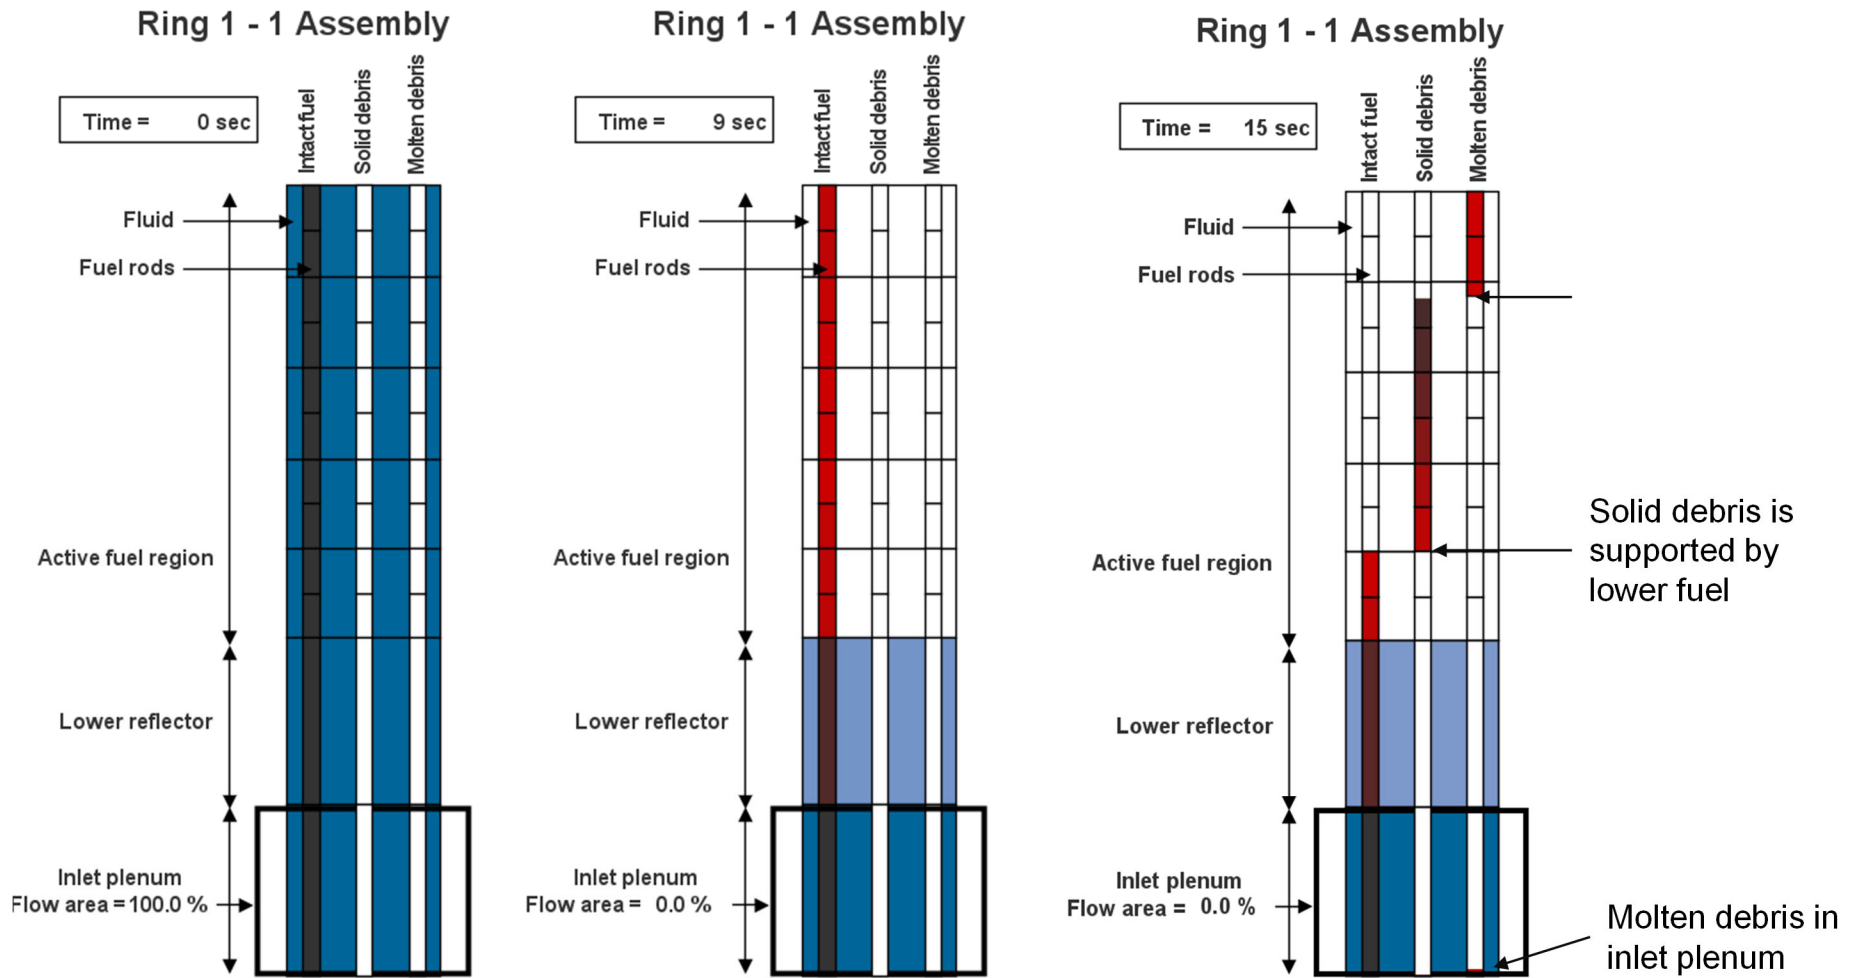 Ring 1 - 1 Assembly
Time = 0 sec
Intact fuel
Solid debris
Molten debris
Fluid
Fuel rods
Active fuel region
Lower reflector
Inlet plenum
Flow area = 100.0 %
Ring 1 - 1 Assembly
Time = 9 sec
Intact fuel
Solid debris
Molten debris
Fluid
Fuel rods
Active fuel region
Lower reflector
Inlet plenum
Flow area = 0.0 %
Ring 1 - 1 Assembly
Time = 15 sec
Intact fuel
Solid debris
Molten debris
Fluid
Fuel rods
Active fuel region
Lower reflector
Inlet plenum
Flow area = 0.0 %
Solid debris is
supported by
lower fuel
Molten debris in
inlet plenum